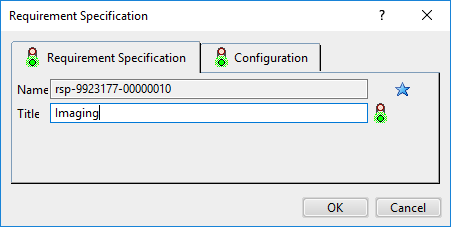 Requirement Specification
?
Requirement Specification
Configuration
Name rsp-9923177-00000010
Title Imaging
OK
Cancel